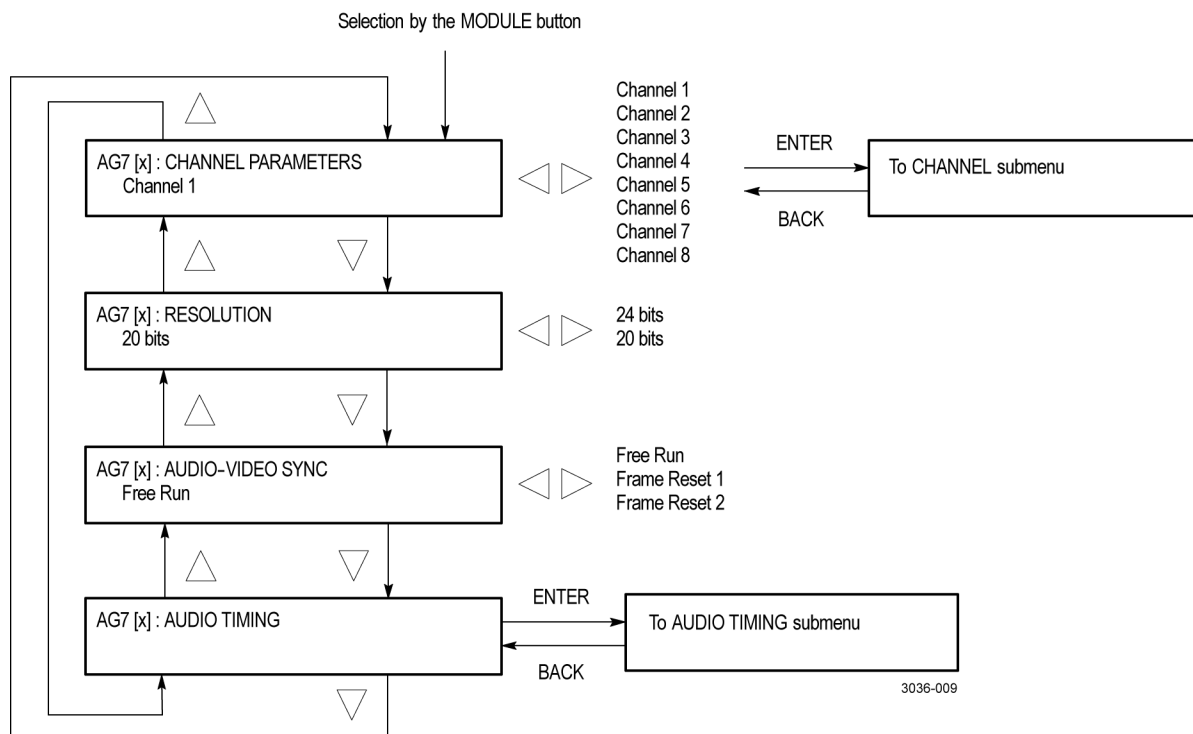 Selection by the MODULE button
AG7 [x] : CHANNEL PARAMETERS
Channel 1
Channel 1
Channel 2
Channel 3
Channel 4
Channel 5
Channel 6
Channel 7
Channel 8
ENTER
BACK
To CHANNEL submenu
AG7 [x] : RESOLUTION
20 bits
24 bits
20 bits
AG7 [x] : AUDIO-VIDEO SYNC
Free Run
Free Run
Frame Reset 1
Frame Reset 2
AG7 [x] : AUDIO TIMING
ENTER
BACK
To AUDIO TIMING submenu
3036-009